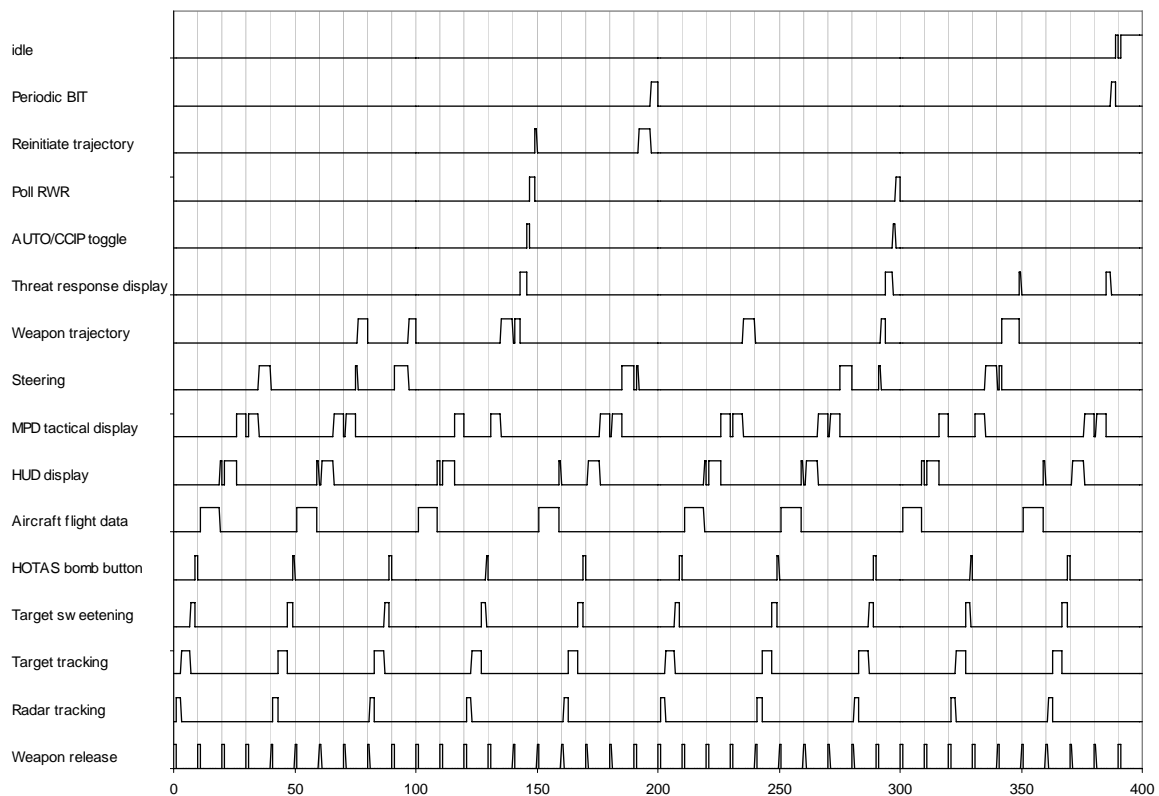 idle
Periodic BIT
Reinitiate trajectory
Poll RWR
AUTO/CCIP toggle
Threat response display
Weapon trajectory
Steering
MPD tactical display
HUD display
Aircraft flight data
HOTAS bomb button
Target sweetening
Target tracking
Radar tracking
Weapon release
0 50 100 150 200 250 300 350 400